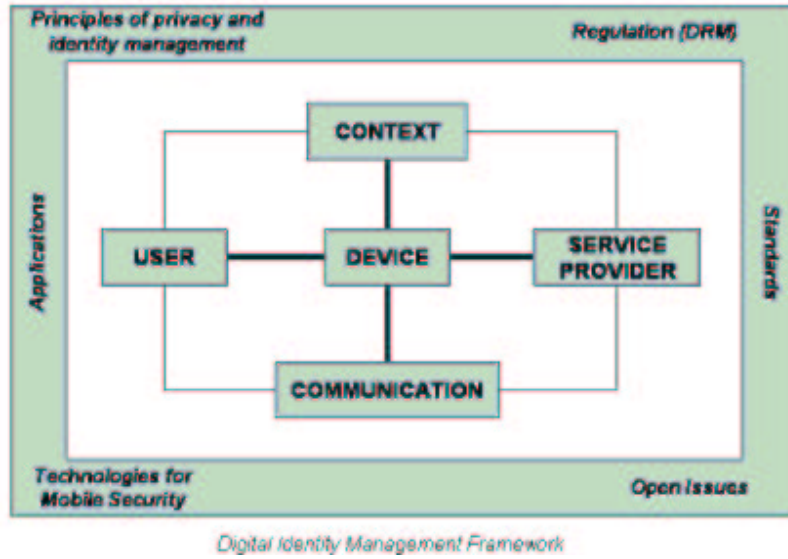 Principles of privacy and
identity management
Regulation (DRM)
CONTEXT
Applications
USER
DEVICE
SERVICE
PROVIDER
Standards
COMMUNICATION
Technologies for
Mobile Security
Open Issues
Digital Identity Management Framework